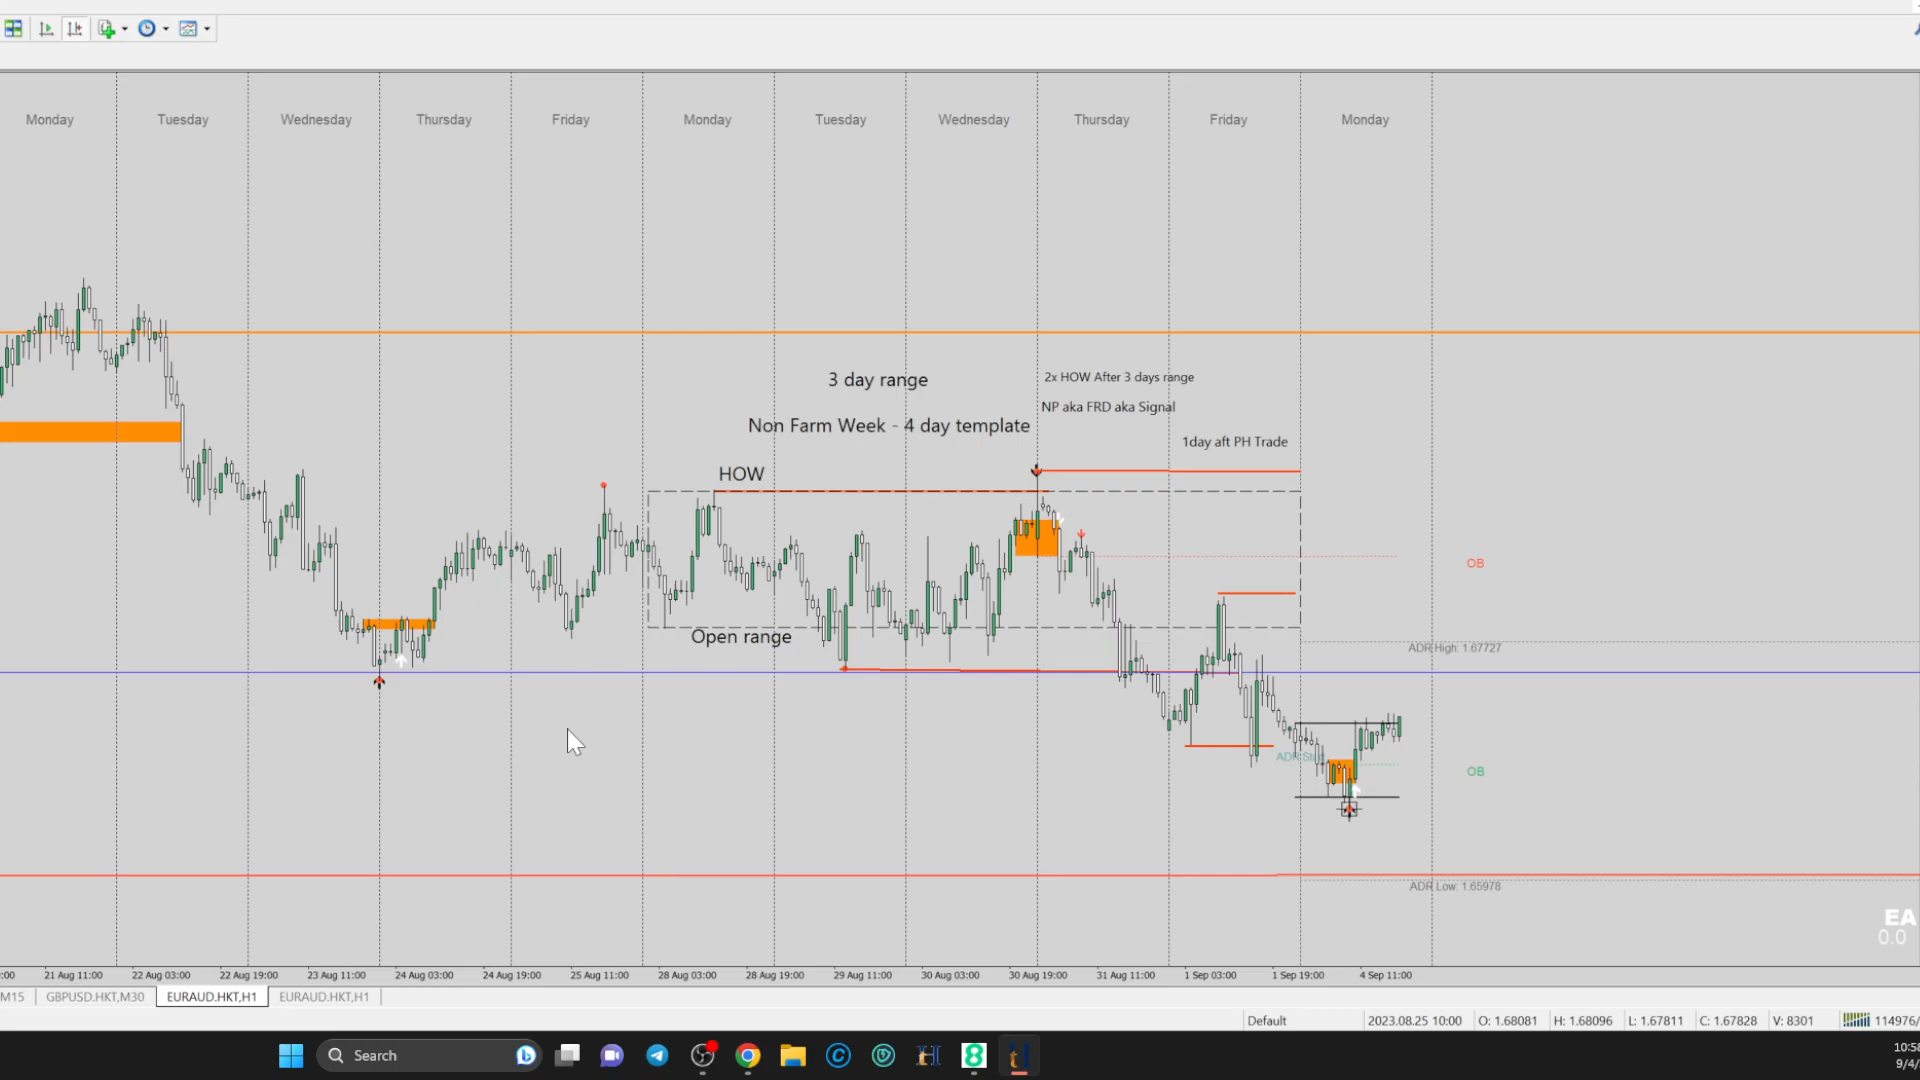 Monday Tuesday Wednesday Thursday Friday Monday Tuesday Wednesday Thursday Friday Monday
3 day range
2x HOW After 3 days range
NP aka FRD aka Signal
Non Farm Week - 4 day template
1day aft PH Trade
HOW
OB
Open range
ADR High: 1.67727
OB
ADR Low: 1.65978
EA
0.0
21 Aug 11:00 22 Aug 03:00 22 Aug 19:00 23 Aug 11:00 24 Aug 03:00 24 Aug 19:00 25 Aug 11:00 28 Aug 03:00 28 Aug 19:00 29 Aug 11:00 30 Aug 03:00 30 Aug 19:00 31 Aug 11:00 1 Sep 03:00 1 Sep 19:00 4 Sep 11:00
M15 GBPUSD.HKT,M30 EURAUD.HKT,H1 EURAUD.HKT,H1
Default 2023.08.25 10:00 O: 1.68081 H: 1.68096 L: 1.67811 C: 1.67828 V: 8301 114976/
Search